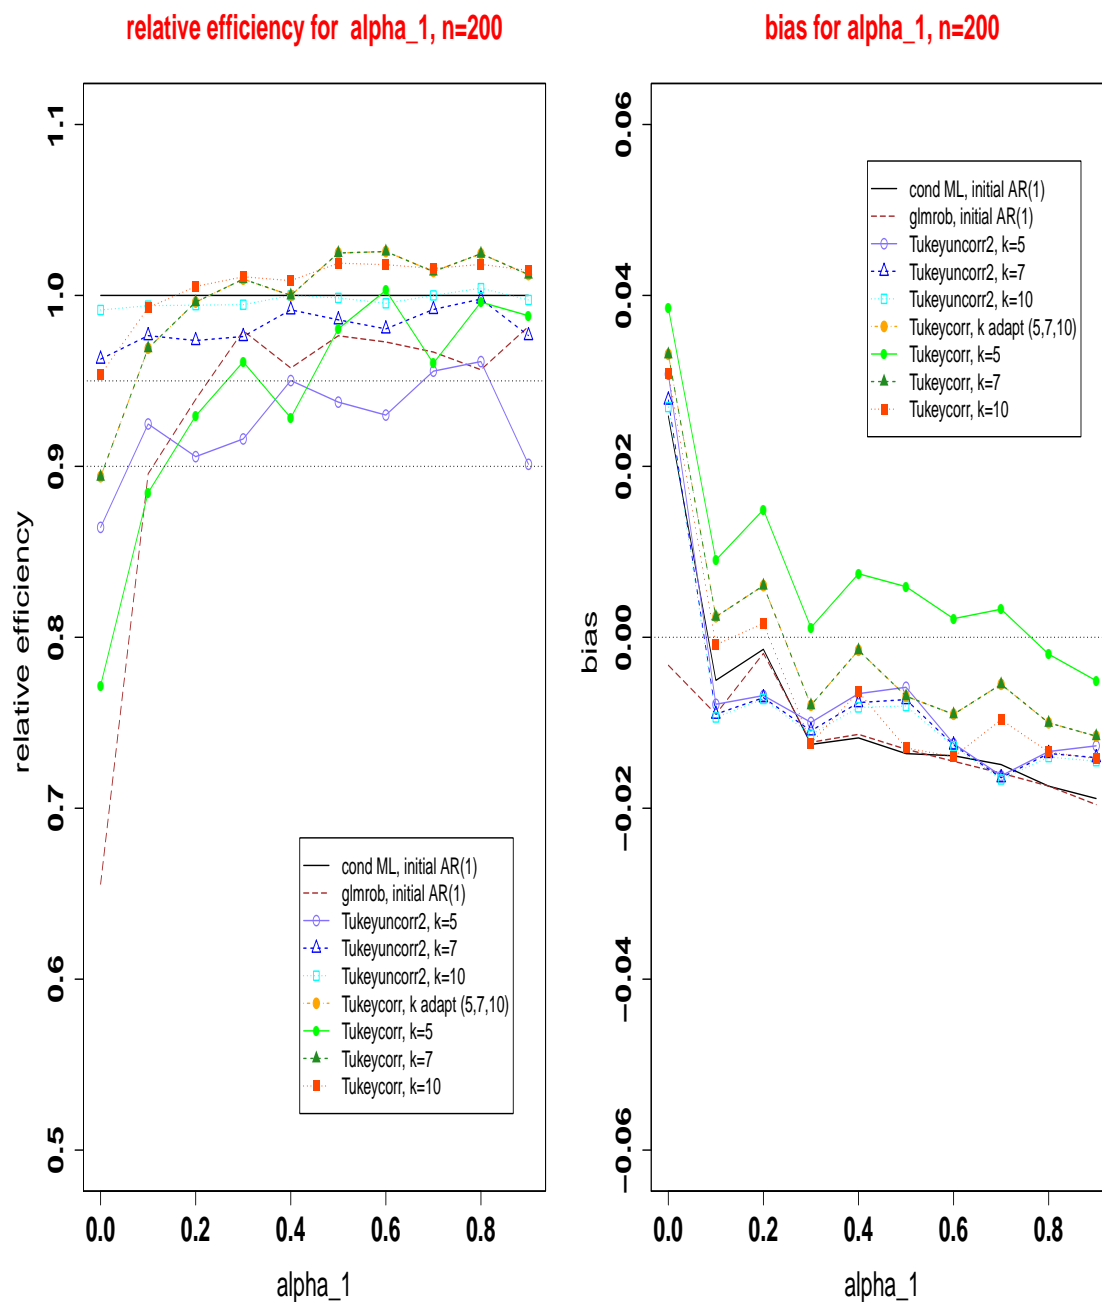 relative efficiency for alpha_1, n=200
relative efficiency
1.1
1.0
0.9
0.8
0.7
0.6
0.5
cond ML, initial AR(1)
glmrob, initial AR(1)
Tukeyuncorr2, k=5
Tukeyuncorr2, k=7
Tukeyuncorr2, k=10
Tukeycorr, k adapt (5,7,10)
Tukeycorr, k=5
Tukeycorr, k=7
Tukeycorr, k=10
0.0 0.2 0.4 0.6 0.8
alpha_1
bias for alpha_1, n=200
bias
0.06
0.04
0.02
0.00
−0.02
−0.04
−0.06
cond ML, initial AR(1)
glmrob, initial AR(1)
Tukeyuncorr2, k=5
Tukeyuncorr2, k=7
Tukeyuncorr2, k=10
Tukeycorr, k adapt (5,7,10)
Tukeycorr, k=5
Tukeycorr, k=7
Tukeycorr, k=10
0.0 0.2 0.4 0.6 0.8
alpha_1